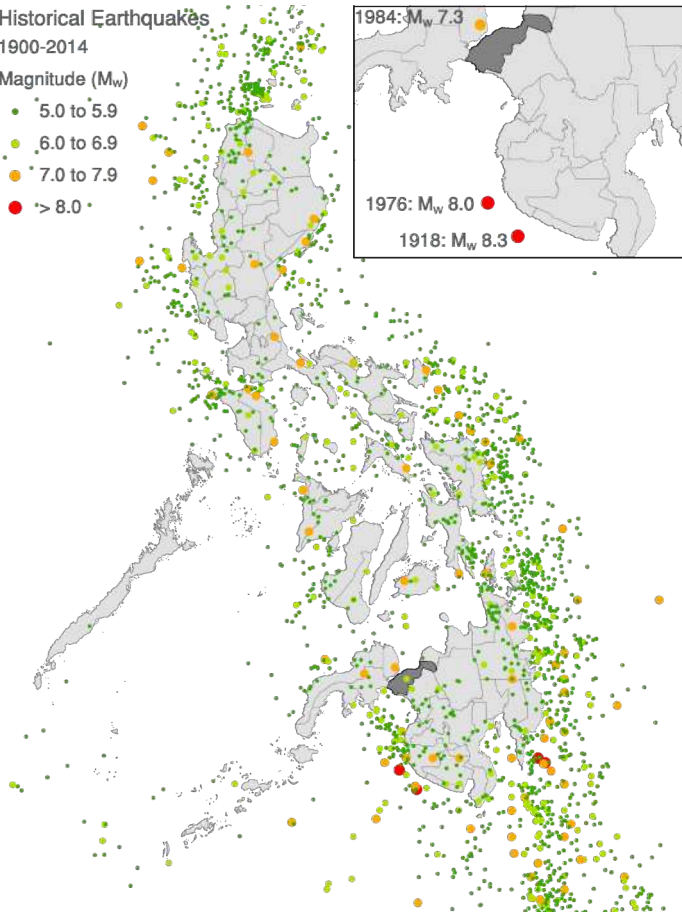 Historical Earthquakes
1900-2014
Magnitude (Mw)
5.0 to 5.9
6.0 to 6.9
7.0 to 7.9
> 8.0
1984: Mw 7.3
1976: Mw 8.0
1918: Mw 8.3